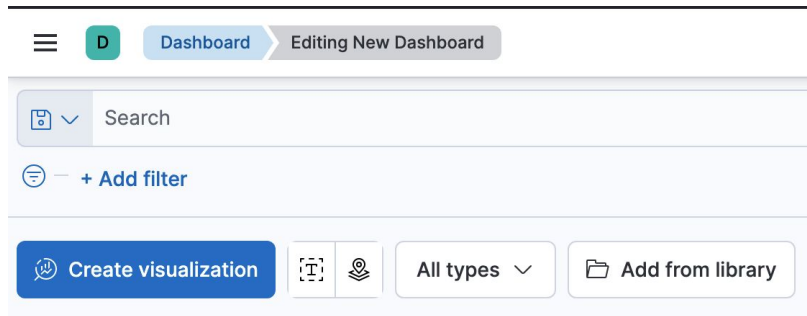 D Dashboard Editing New Dashboard
Search
+ Add filter
Create visualization T All types Add from library